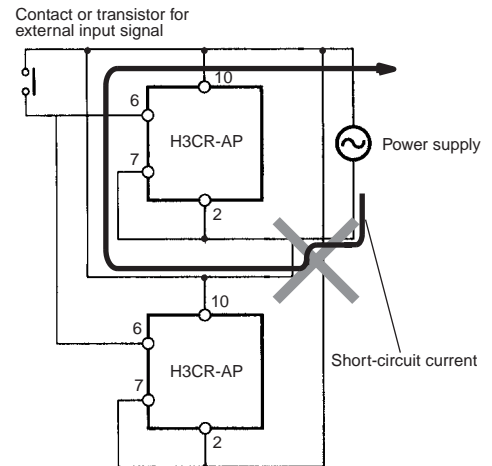 Contact or transistor for
external input signal
10
6
H3CR-AP
7
2
Power supply
10
6
H3CR-AP
7
2
Short-circuit current